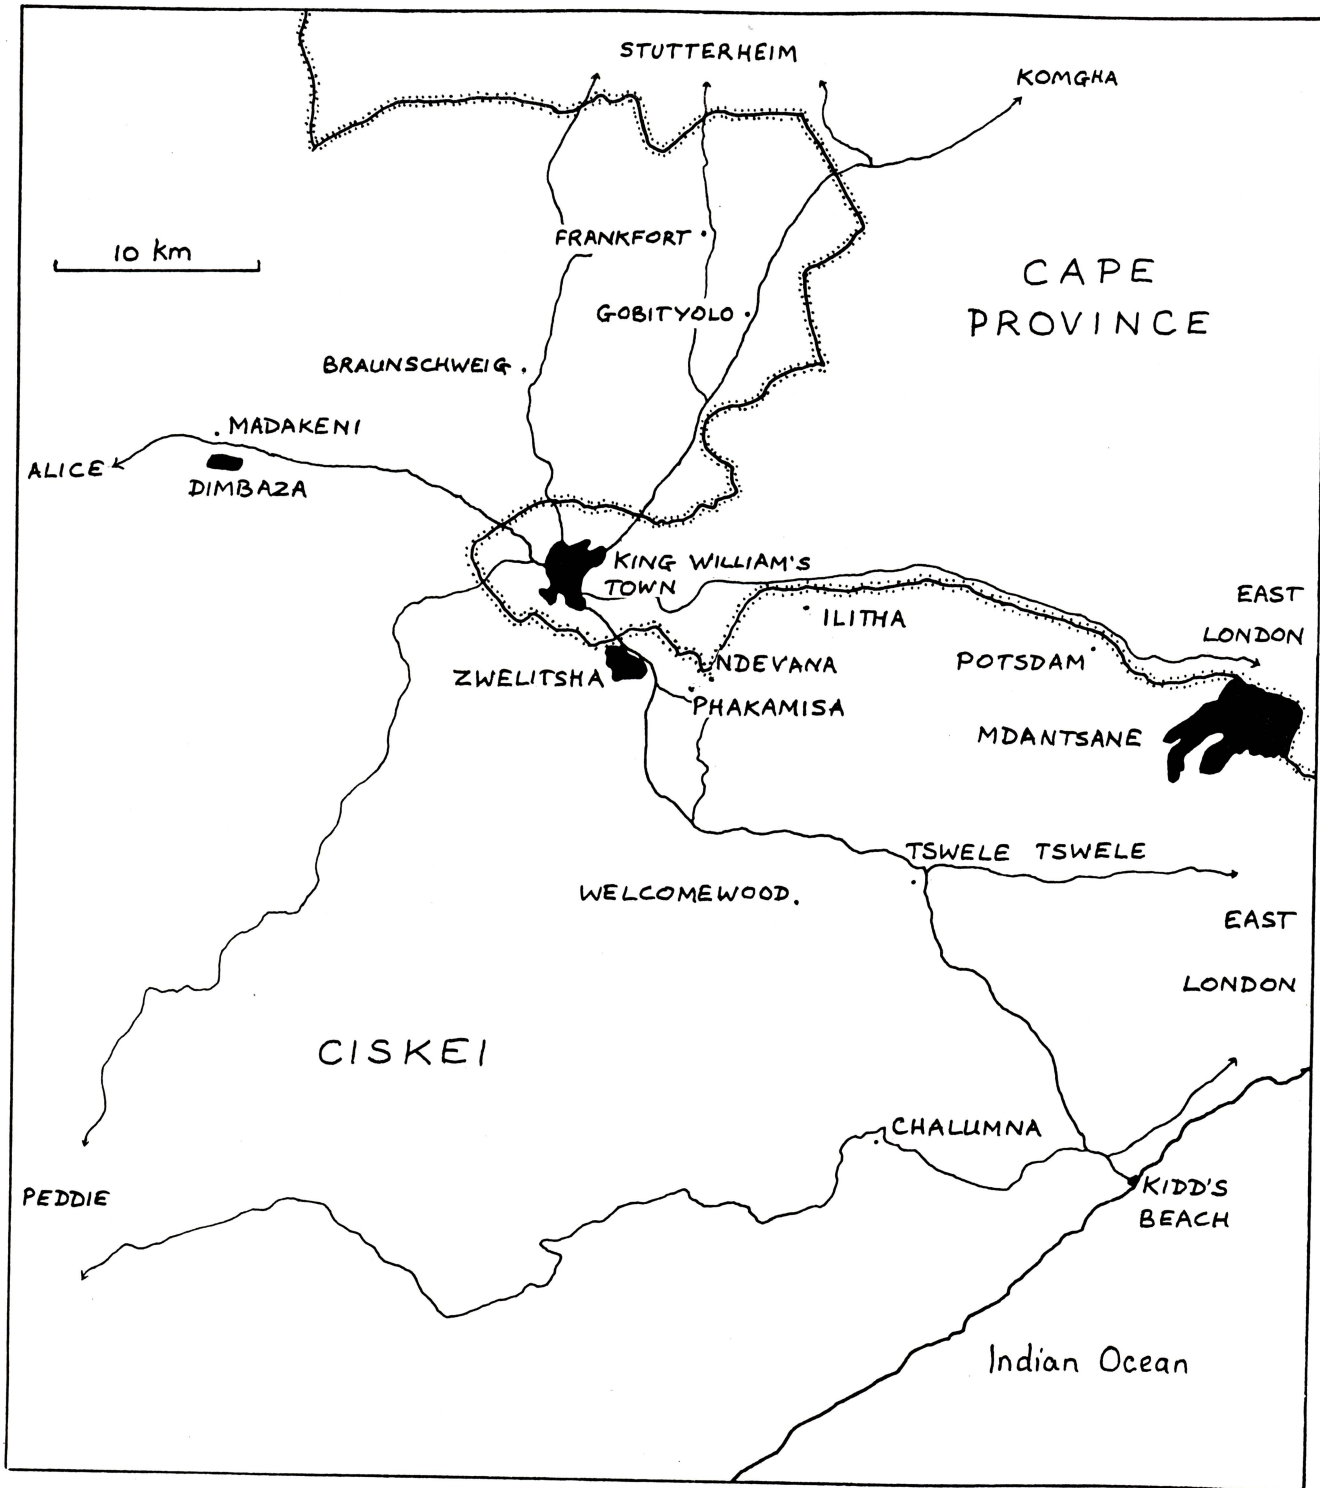 STUTTERHEIM
KOMGHA
FRANKFORT
10 km
CAPE
PROVINCE
GOBITYOLO
BRAUNSCHWEIG
MADAKENI
ALICE
DIMBAZA
KING WILLIAM'S
TOWN
EAST
LONDON
ILITHA
POTSDAM
NDEVANA
ZWELITSHA
PHAKAMISA
MDANTSANE
TSWELE TSWELE
WELCOMEWOOD
EAST
LONDON
CISKEI
CHALUMNA
PEDDIE
KIDD'S
BEACH
Indian Ocean